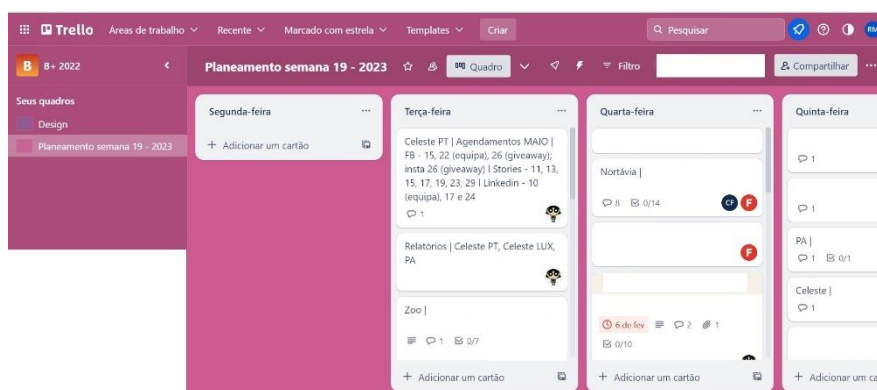 Trello Áreas de trabalho Recente Marcado com estrela Templates Criar Pesquisar RM
B B+ 2022 Planeamento semana 19 - 2023 Quadro Filtro Compartilhar
Seus quadros
Design
Planeamento semana 19 - 2023
Segunda-feira
+ Adicionar um cartão
Terça-feira
Celeste PT | Agendamentos MAIO |
FB - 15, 22 (equipa), 26 (giveaway);
insta 26 (giveaway) I Stories - 11, 13,
15, 17, 19, 23, 29 I Linkedin - 10
(equipa), 17 e 24
1
Relatórios | Celeste PT, Celeste LUX,
PA
Zoo |
1 0/7
+ Adicionar um cartão
Quarta-feira
Nortávia |
8 0/14 CF F
F
6 de fev 2 1
0/10
+ Adicionar um cartão
Quinta-feira
1
1
PA |
1 0/1
Celeste |
1
+ Adicionar um ca